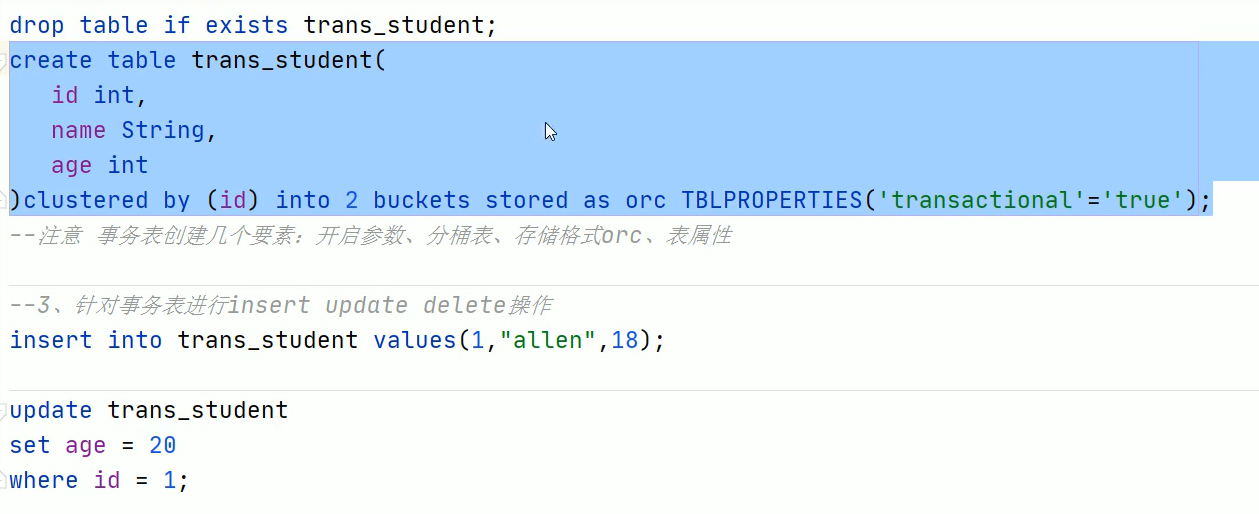 drop table if exists trans_student;
create table trans_student(
id int,
name String,
age int
)clustered by (id) into 2 buckets stored as orc TBLPROPERTIES('transactional'='true');
--注意 事务表创建几个要素：开启参数、分桶表、存储格式orc、表属性
--3、针对事务表进行insert update delete操作
insert into trans_student values(1,"allen",18);
update trans_student
set age = 20
where id = 1;